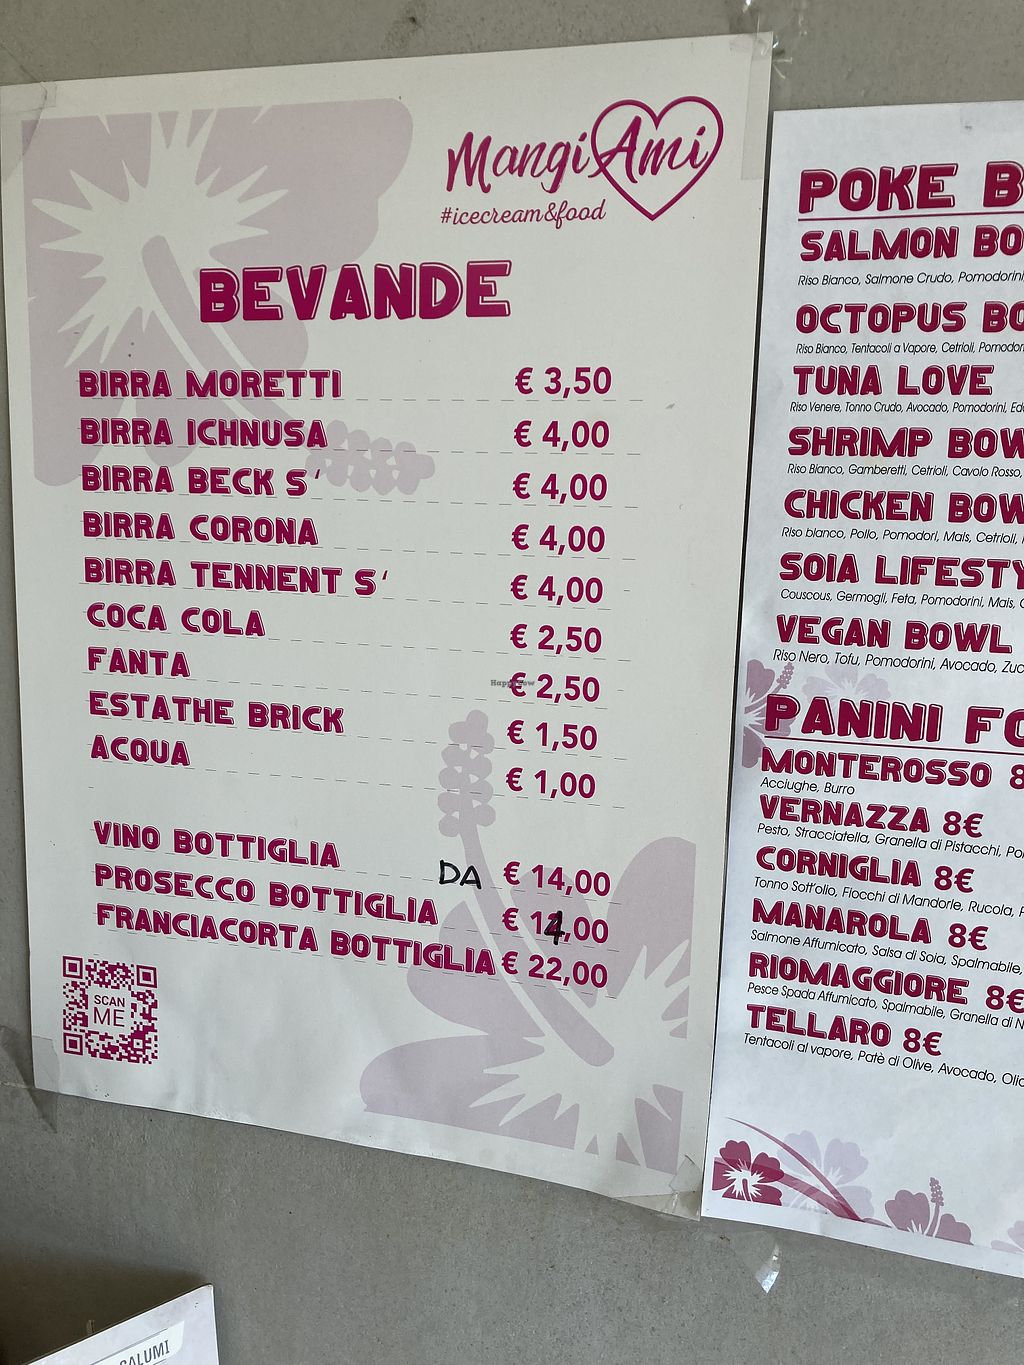 MangiAmi
#icecream&food
BEVANDE
BIRRA MORETTI € 3,50
BIRRA ICHNUSA € 4,00
BIRRA BECK S' € 4,00
BIRRA CORONA € 4,00
BIRRA TENNENT S' € 4,00
COCA COLA € 2,50
FANTA € 2,50
ESTATHE BRICK € 1,50
ACQUA € 1,00
VINO BOTTIGLIA DA € 14,00
PROSECCO BOTTIGLIA € 14,00
FRANCIACORTA BOTTIGLIA € 22,00
SCAN
ME
HappyCow
POKE B
SALMON BO
Riso Bianco, Salmone Crudo, Pomodorini,
OCTOPUS BO
Riso Bianco, Tentacoli a Vapore, Cetrioli, Pomodori
TUNA LOVE
Riso Venere, Tonno Crudo, Avocado, Pomodorini, Eda
SHRIMP BOW
Riso Bianco, Gamberetti, Cetrioli, Cavolo Rosso,
CHICKEN BOW
Riso bianco, Pollo, Pomodori, Mais, Cetrioli,
SOIA LIFESTY
Couscous, Germogli, Feta, Pomodorini, Mais,
VEGAN BOWL
Riso Nero, Tofu, Pomodorini, Avocado, Zuc
PANINI FO
MONTEROSSO 8
Acciughe, Burro
VERNAZZA 8€
Pesto, Stracciatella, Granella di Pistacchi, Po
CORNIGLIA 8€
Tonno Sott'olio, Fiocchi di Mandorle, Rucola,
MANAROLA 8€
Salmone Affumicato, Salsa di Soia, Spalmabile,
RIOMAGGIORE 8€
Pesce Spada Affumicato, Spalmabile, Granella di N
TELLARO 8€
Tentacoli al vapore, Patè di Olive, Avocado, Olio
SALUMI